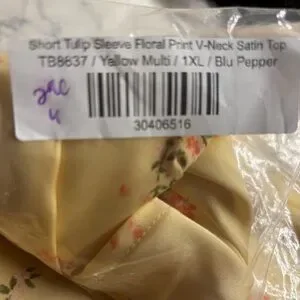 Short Tulip Sleeve Floral Print V-Neck Satin Top
TB8637 / Yellow Multi / 1XL / Blu Pepper
30406516